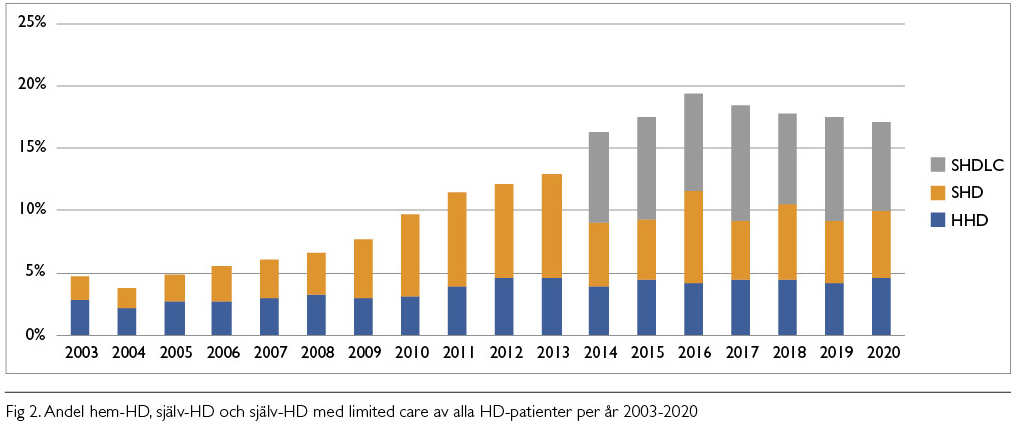 25%
20%
15%
10%
5%
0%
2003 2004 2005 2006 2007 2008 2009 2010 2011 2012 2013 2014 2015 2016 2017 2018 2019 2020
SHDLC
SHD
HHD
Fig 2. Andel hem-HD, själv-HD och själv-HD med limited care av alla HD-patienter per år 2003-2020